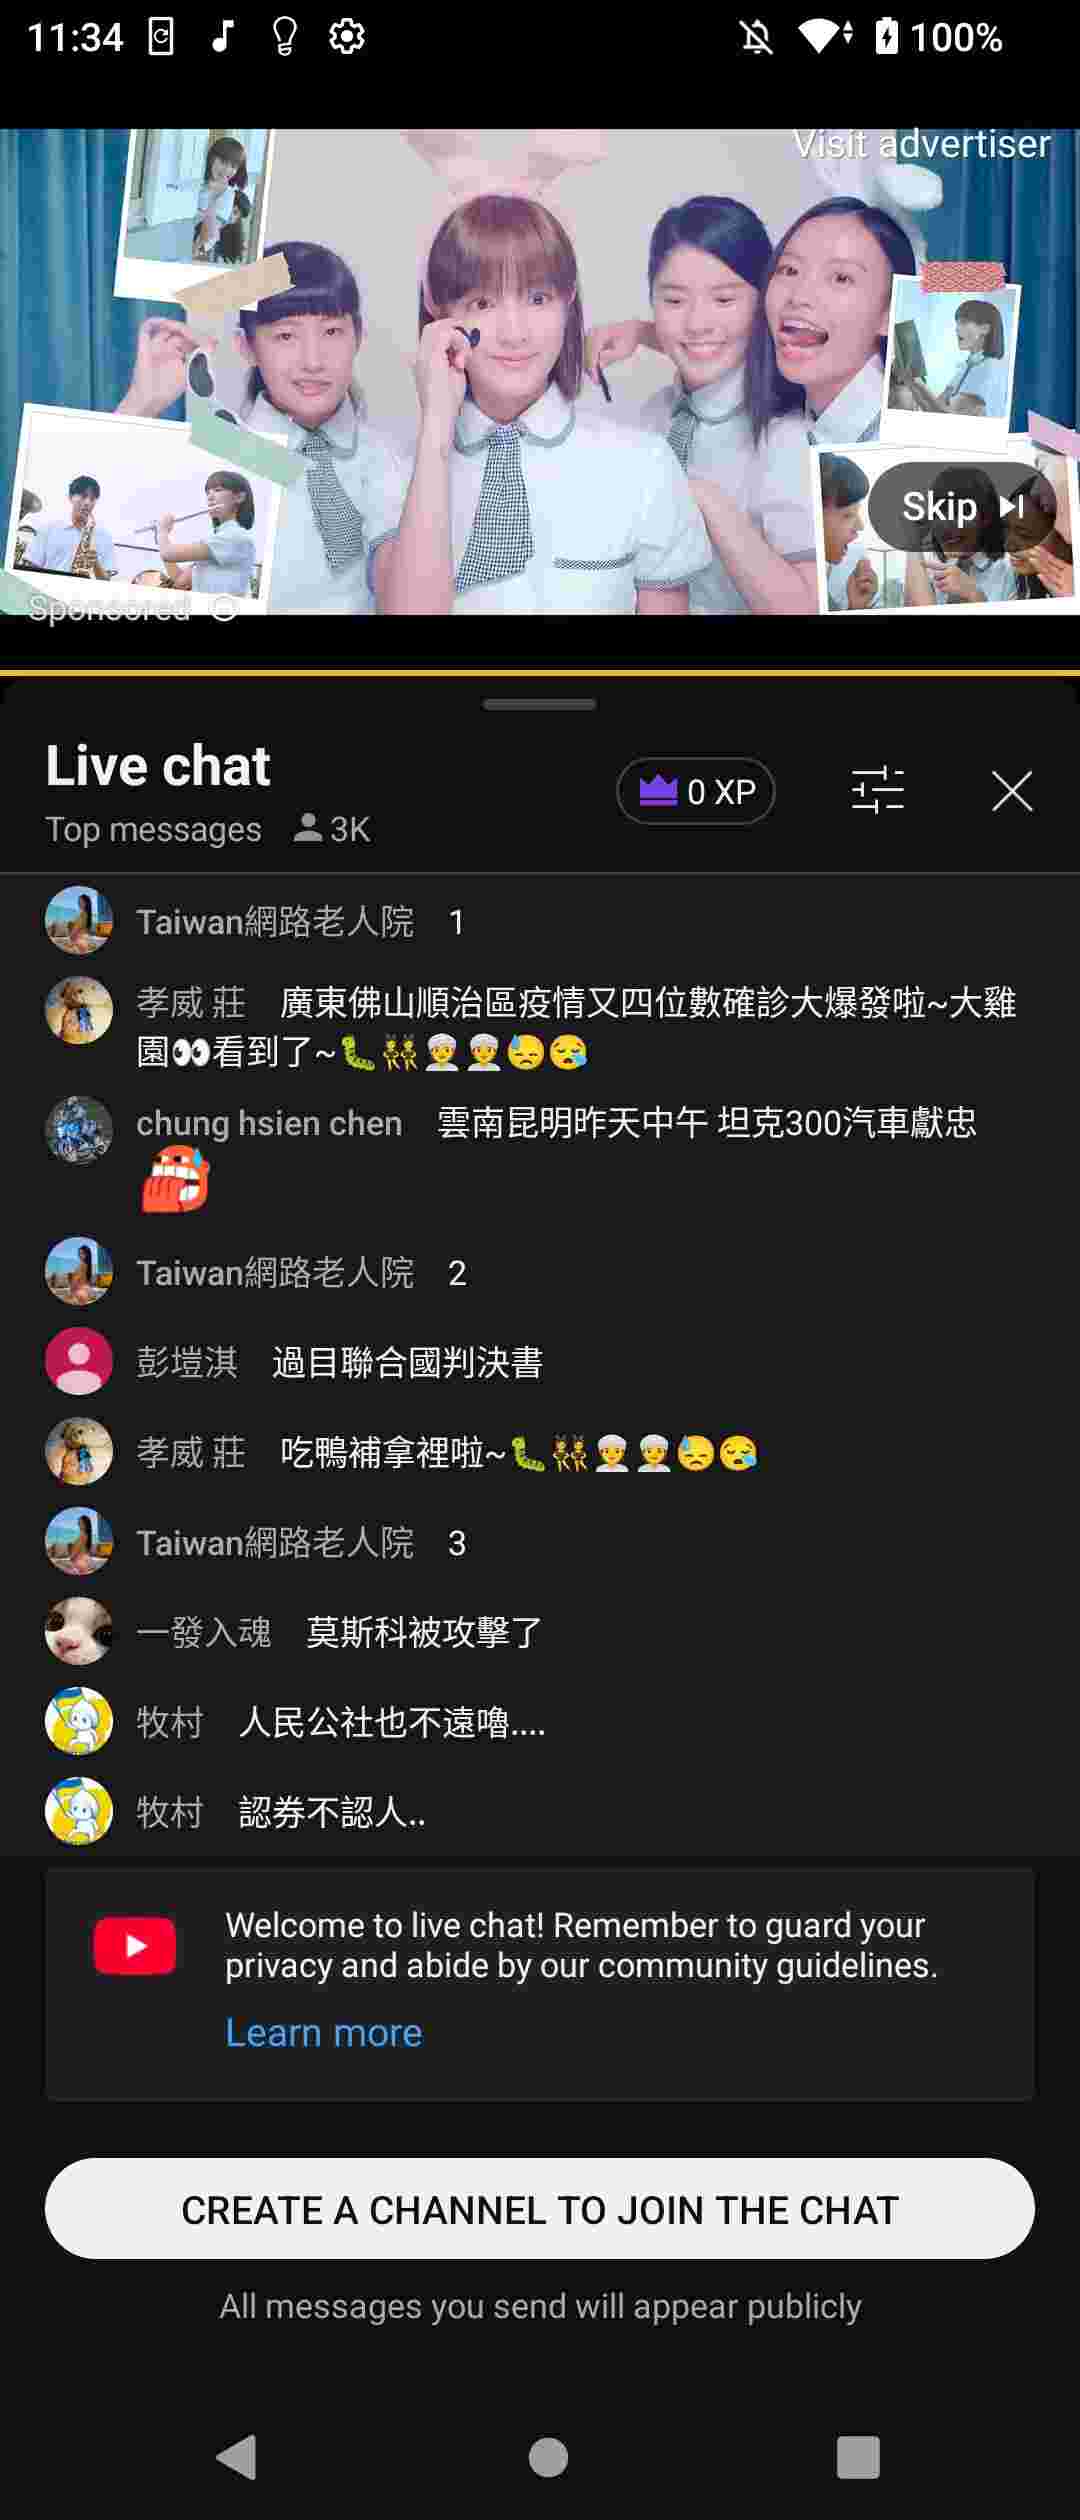 11:34
100%
Visit advertiser
Skip
Sponsored
Live chat
Top messages 3K
0 XP
Taiwan網路老人院 1
孝威 莊 廣東佛山順治區疫情又四位數確診大爆發啦~大雞
園👀看到了~🐛👯👳👳😓😪
chung hsien chen 雲南昆明昨天中午 坦克300汽車獻忠
Taiwan網路老人院 2
彭塏淇 過目聯合國判決書
孝威 莊 吃鴨補拿裡啦~🐛👯👳👳😓😪
Taiwan網路老人院 3
一發入魂 莫斯科被攻擊了
牧村 人民公社也不遠嚕....
牧村 認券不認人..
Welcome to live chat! Remember to guard your
privacy and abide by our community guidelines.
Learn more
CREATE A CHANNEL TO JOIN THE CHAT
All messages you send will appear publicly